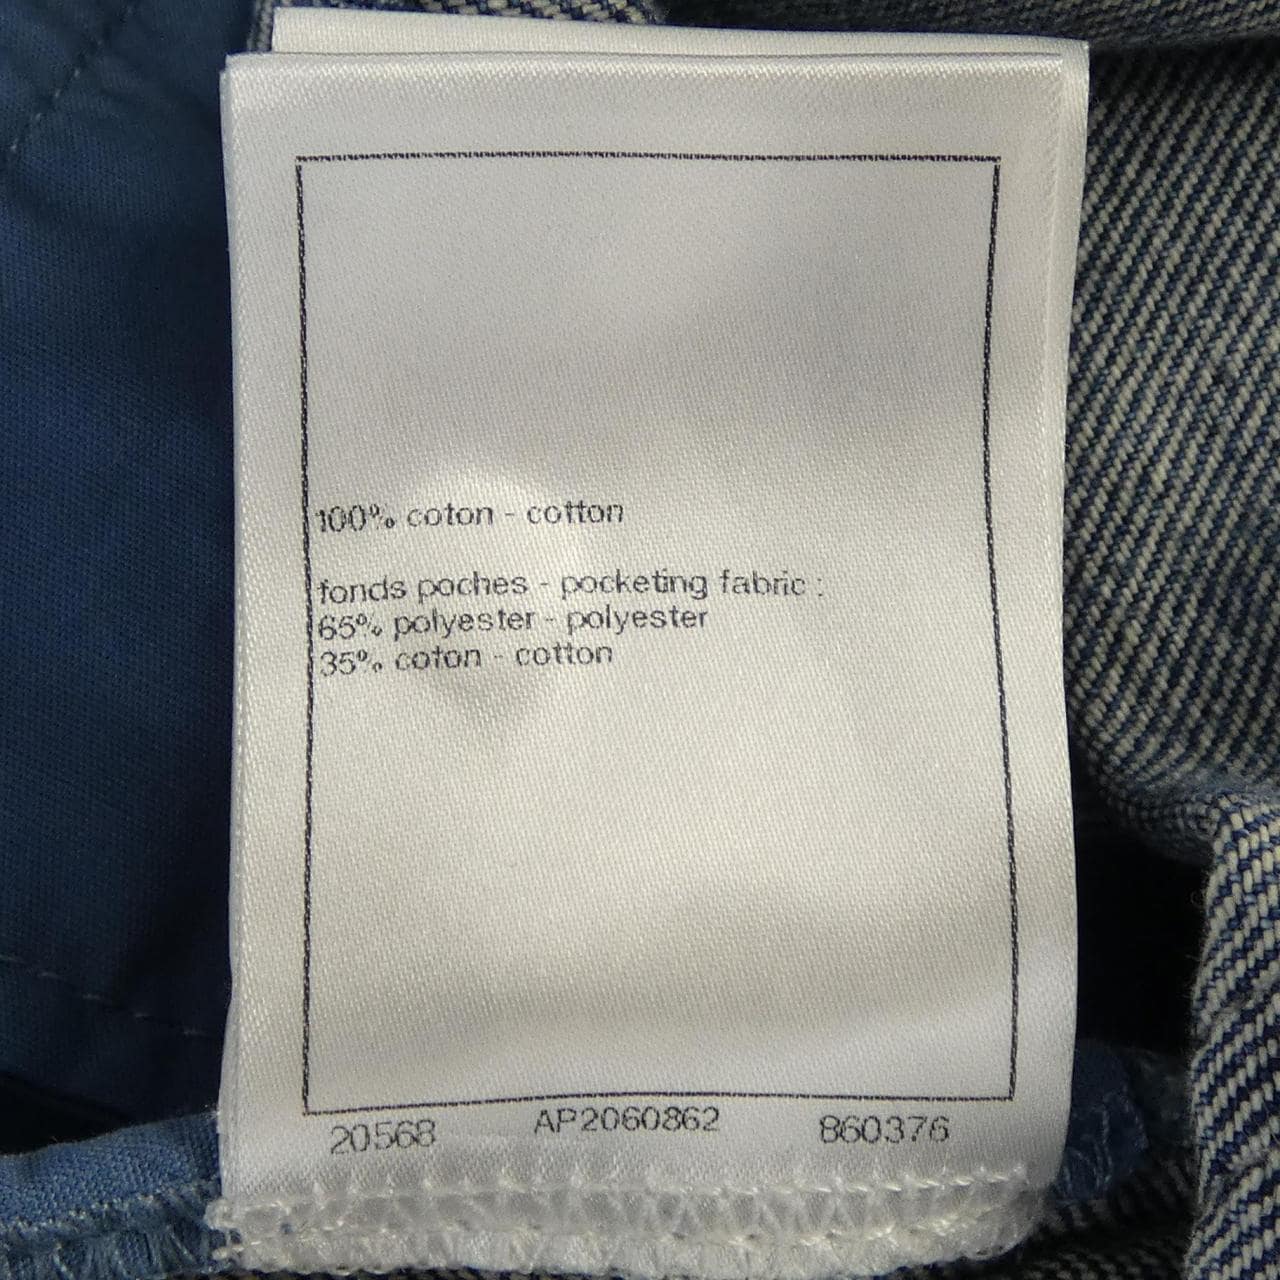 100% coton - cotton
fonds poches - pocketing fabric :
65% polyester - polyester
35% coton - cotton
20568 AP2060862 860376